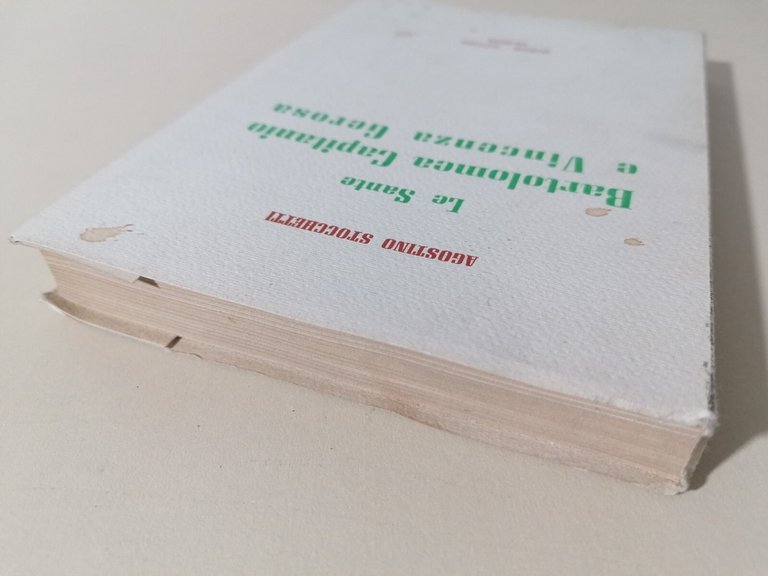 AGOSTINO STOCCHETTI
Le Sante
Bartolomea Capitanio
e Vincenza Gerosa